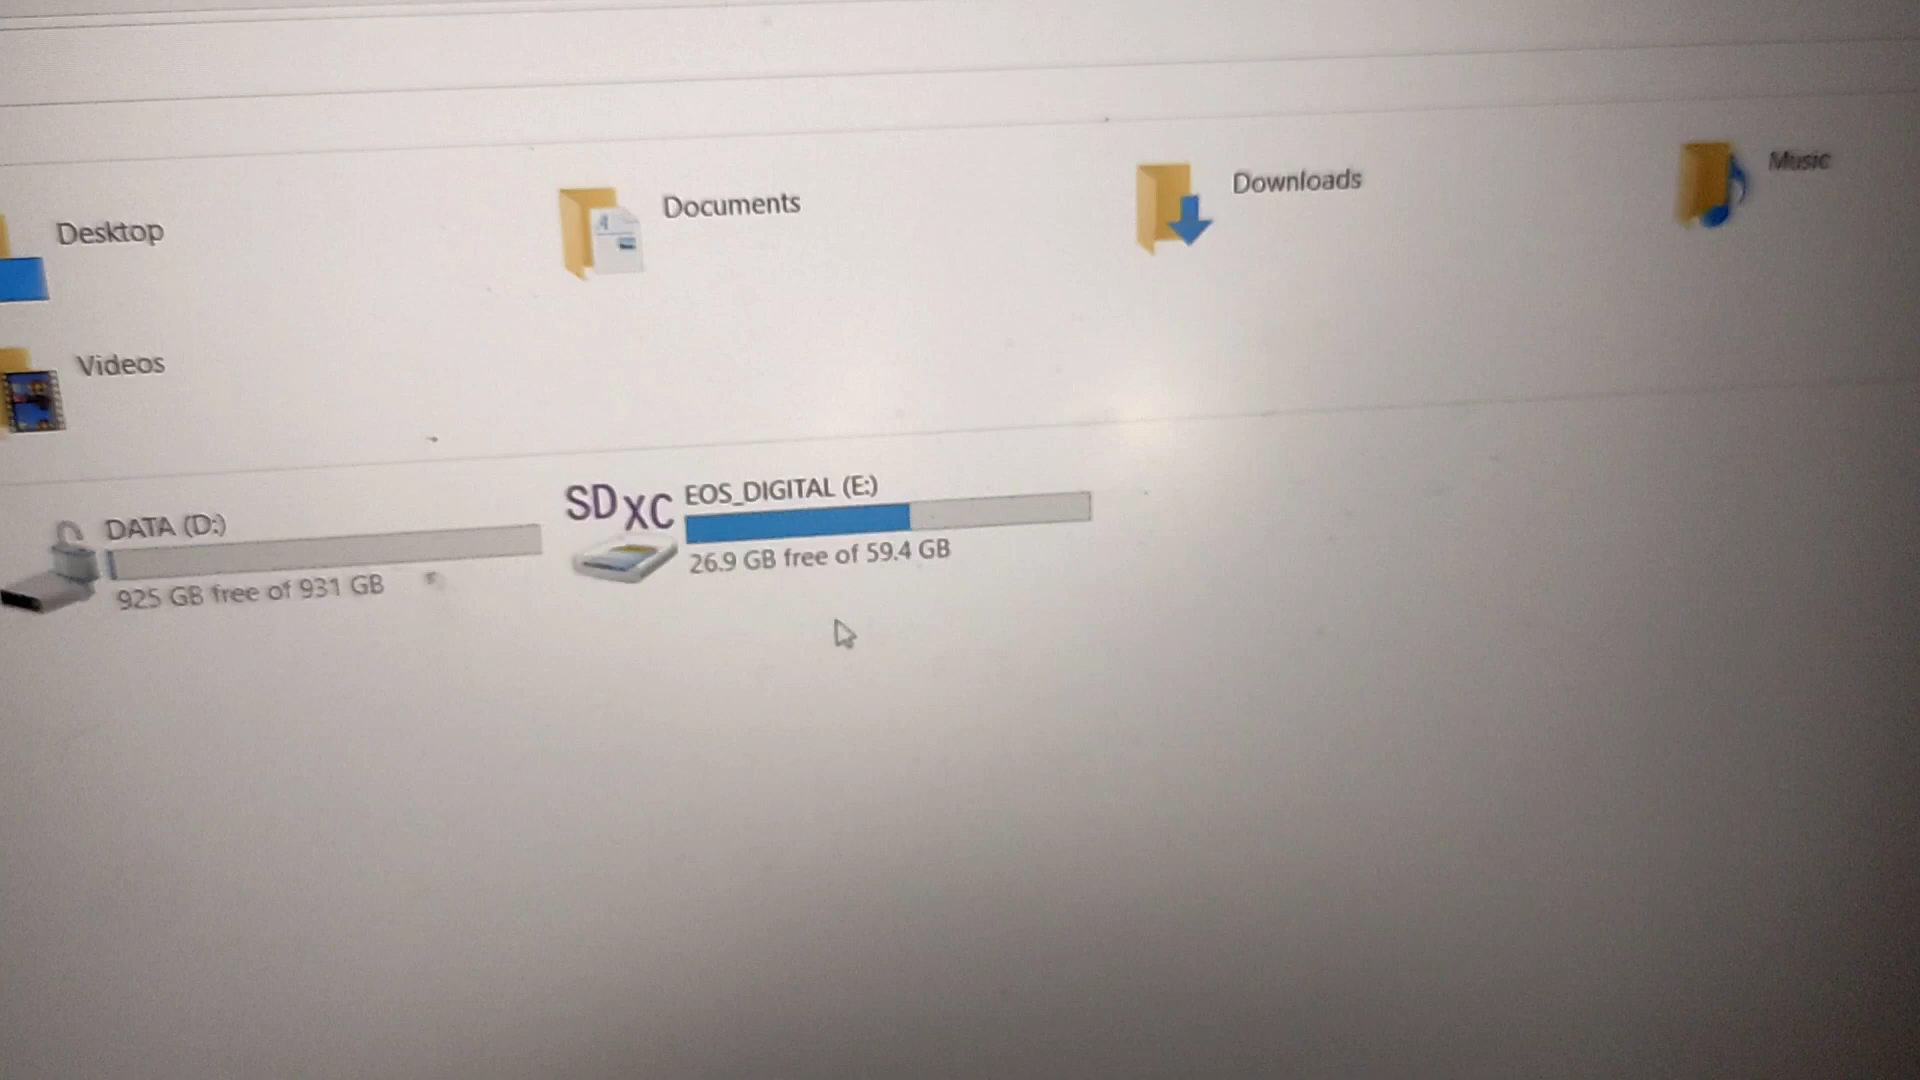 Desktop
Documents
Downloads
Music
Videos
DATA (D:)
925 GB free of 931 GB
SDXC
EOS_DIGITAL (E:)
26.9 GB free of 59.4 GB